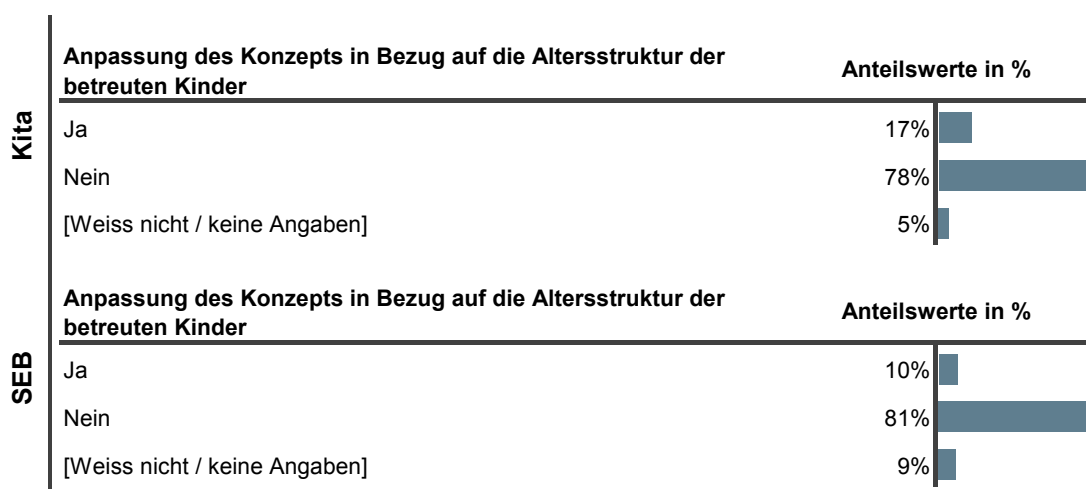 Kita
Anpassung des Konzepts in Bezug auf die Altersstruktur der
betreuten Kinder
Anteilswerte in %
Ja 17%
Nein 78%
[Weiss nicht / keine Angaben] 5%
SEB
Anpassung des Konzepts in Bezug auf die Altersstruktur der
betreuten Kinder
Anteilswerte in %
Ja 10%
Nein 81%
[Weiss nicht / keine Angaben] 9%